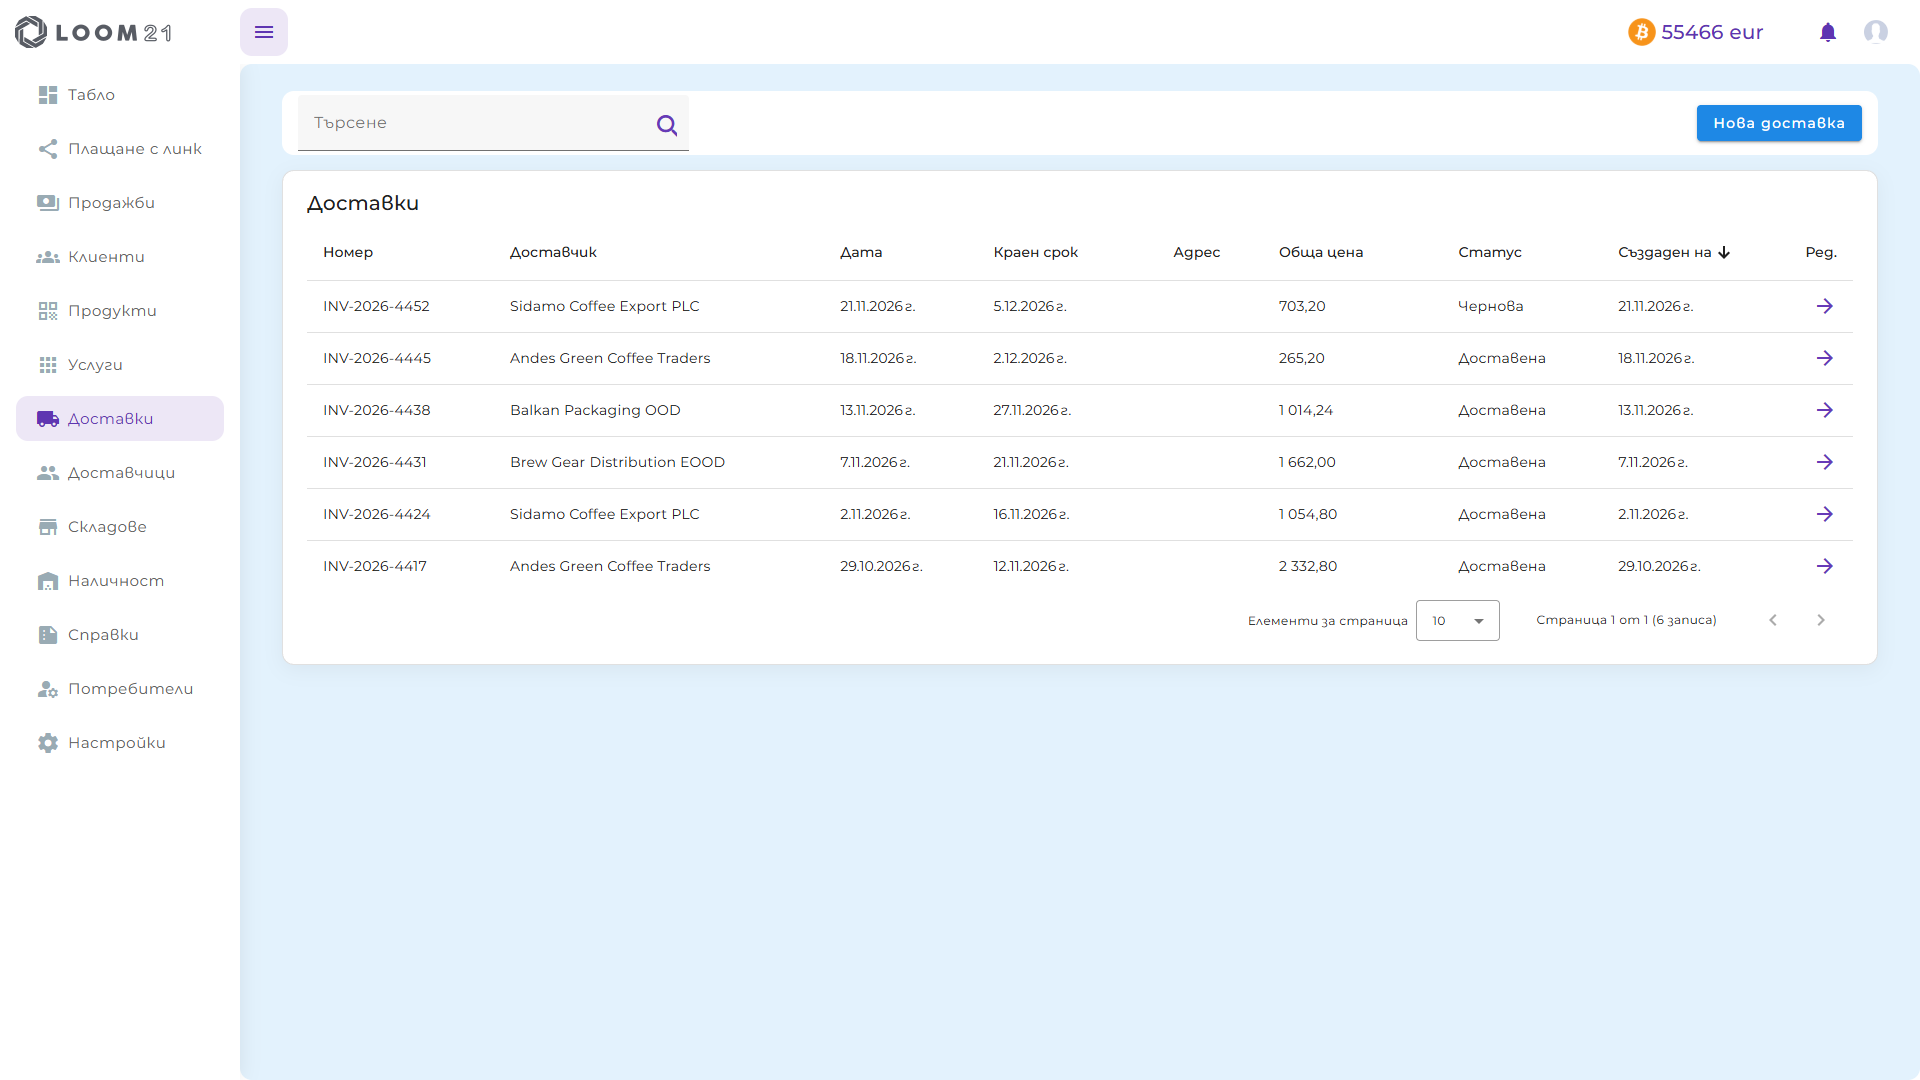 LOOM 21
55466 eur
Табло
Плащане с линк
Продажби
Клиенти
Продукти
Услуги
Доставки
Доставчици
Складове
Наличност
Справки
Потребители
Настройки
Търсене
Нова доставка
Доставки
Номер Доставчик Дата Краен срок Адрес Обща цена Статус Създаден на Ред.
INV-2026-4452 Sidamo Coffee Export PLC 21.11.2026 г. 5.12.2026 г. 703,20 Чернова 21.11.2026 г.
INV-2026-4445 Andes Green Coffee Traders 18.11.2026 г. 2.12.2026 г. 265,20 Доставена 18.11.2026 г.
INV-2026-4438 Balkan Packaging OOD 13.11.2026 г. 27.11.2026 г. 1 014,24 Доставена 13.11.2026 г.
INV-2026-4431 Brew Gear Distribution EOOD 7.11.2026 г. 21.11.2026 г. 1 662,00 Доставена 7.11.2026 г.
INV-2026-4424 Sidamo Coffee Export PLC 2.11.2026 г. 16.11.2026 г. 1 054,80 Доставена 2.11.2026 г.
INV-2026-4417 Andes Green Coffee Traders 29.10.2026 г. 12.11.2026 г. 2 332,80 Доставена 29.10.2026 г.
Елементи за страница 10 Страница 1 от 1 (6 записа)